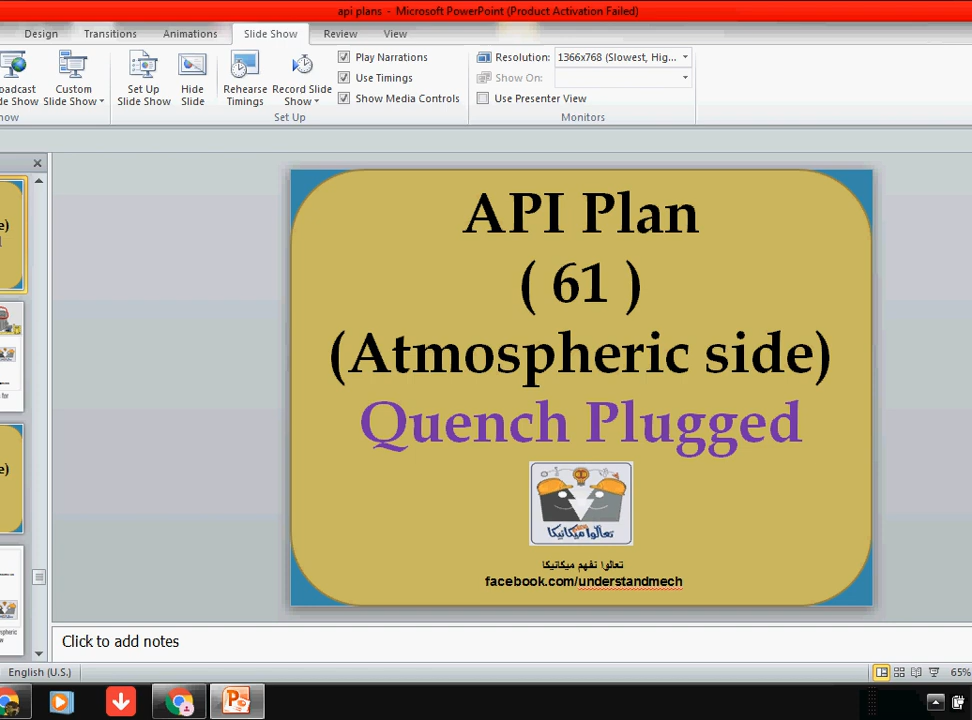 api plans - Microsoft PowerPoint (Product Activation Failed)
Design Transitions Animations Slide Show Review View
oadcast
de Show
Custom
Slide Show
Set Up
Slide Show
Hide
Slide
Rehearse
Timings
Record Slide
Show
Play Narrations
Use Timings
Show Media Controls
Resolution: 1366x768 (Slowest, Hig...
Show On:
Use Presenter View
how
Set Up
Monitors
e)
API Plan
( 61 )
(Atmospheric side)
Quench Plugged
تعالوا نفهم ميكانيكا
facebook.com/understandmech
for
e)
pheric
w
Click to add notes
English (U.S.)
65%